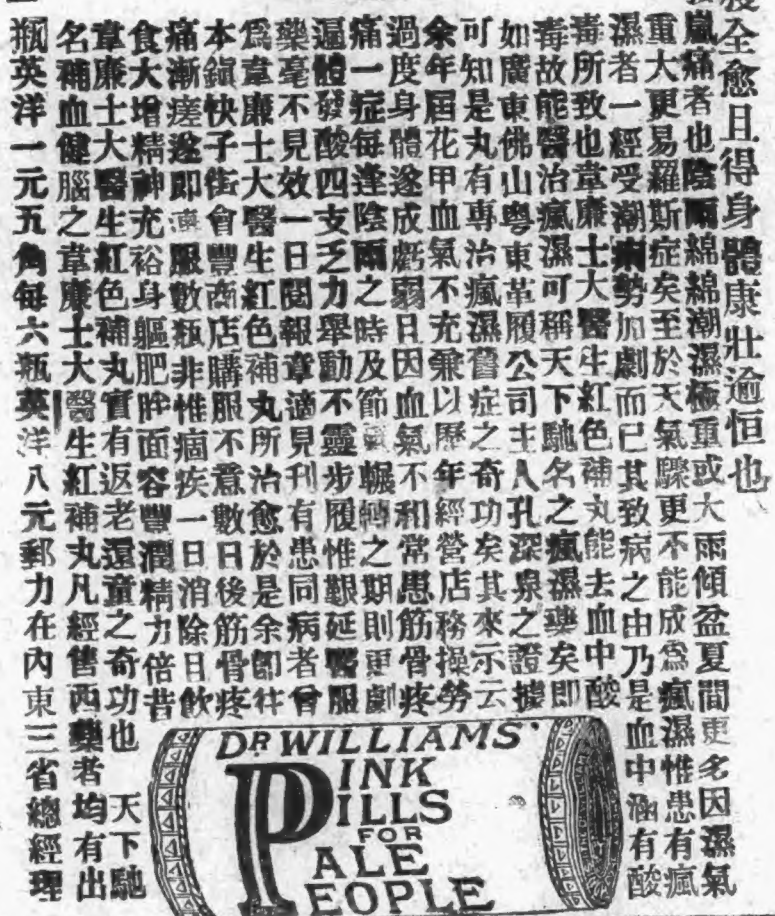 全愈且得身體康壯逾恒也
嵐痛者也陰雨綿綿潮濕極重或大雨傾盆夏間更多因濕氣
重大更易羅斯症矣至於天氣驟更不能成為瘋濕惟患有瘋
濕者一經受潮病勢加劇而已其致病之由乃是血中涵有酸
毒所致也韋廉士大醫生紅色補丸能去血中酸
毒故能醫治瘋濕可稱天下馳名之瘋濕藥矣即
如廣東佛山粵東革履公司主人孔深泉之證據
可知是丸有專治瘋濕舊症之奇功矣其來示云
余年屆花甲血氣不充兼以歷年經營店務操勞
過度身體遂成虧弱且因血氣不和常患筋骨疼
痛一症每逢陰雨之時及節氣輾轉之期則更劇
遍體發酸四支乏力舉動不靈步履惟艱延醫服
藥毫不見效一日閱報章適見刊有患同病者曾
為韋廉士大醫生紅色補丸所治愈於是余即往
本鎮快子街會豐商店購服不意數日後筋骨疼
痛漸瘥遂即連服數瓶非惟痼疾一日消除日飲
食大增精神充裕身軀肥胖面容豐潤精力倍昔
韋廉士大醫生紅色補丸實有返老還童之奇功也 天下馳
名補血健腦之韋廉士大醫生紅補丸凡經售西藥者均有出
瓶英洋一元五角每六瓶英洋八元郵力在內東三省總經理
DR WILLIAMS'
PINK
PILLS
FOR
PALE
PEOPLE